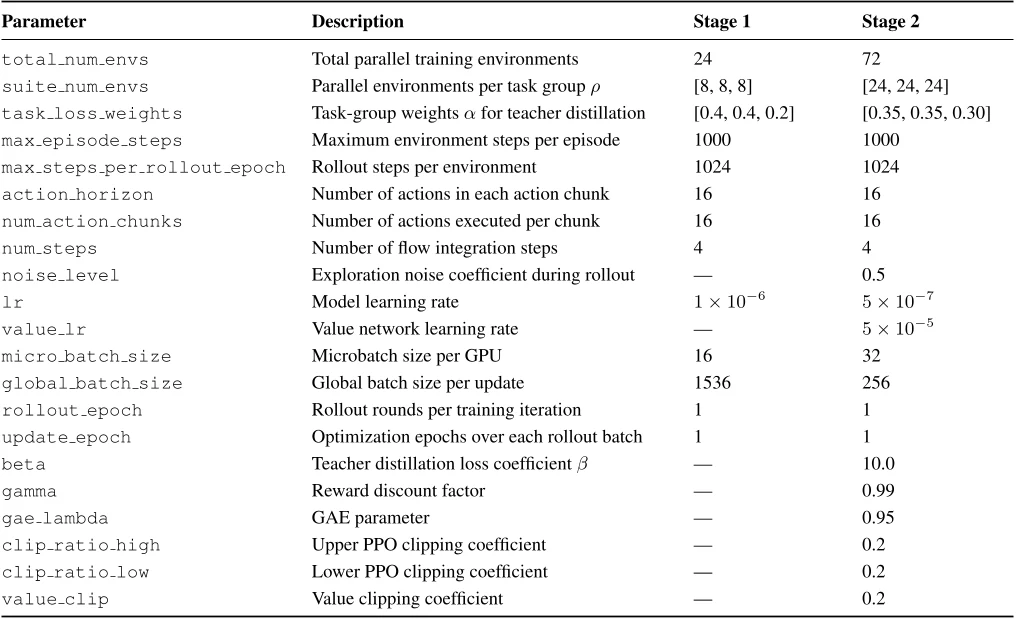 Parameter Description Stage 1 Stage 2
total_num_envs Total parallel training environments 24 72
suite_num_envs Parallel environments per task group ρ [8, 8, 8] [24, 24, 24]
task_loss_weights Task-group weights α for teacher distillation [0.4, 0.4, 0.2] [0.35, 0.35, 0.30]
max_episode_steps Maximum environment steps per episode 1000 1000
max_steps_per_rollout_epoch Rollout steps per environment 1024 1024
action_horizon Number of actions in each action chunk 16 16
num_action_chunks Number of actions executed per chunk 16 16
num_steps Number of flow integration steps 4 4
noise_level Exploration noise coefficient during rollout — 0.5
lr Model learning rate 1 × 10⁻⁶ 5 × 10⁻⁷
value_lr Value network learning rate — 5 × 10⁻⁵
micro_batch_size Microbatch size per GPU 16 32
global_batch_size Global batch size per update 1536 256
rollout_epoch Rollout rounds per training iteration 1 1
update_epoch Optimization epochs over each rollout batch 1 1
beta Teacher distillation loss coefficient β — 10.0
gamma Reward discount factor — 0.99
gae_lambda GAE parameter — 0.95
clip_ratio_high Upper PPO clipping coefficient — 0.2
clip_ratio_low Lower PPO clipping coefficient — 0.2
value_clip Value clipping coefficient — 0.2